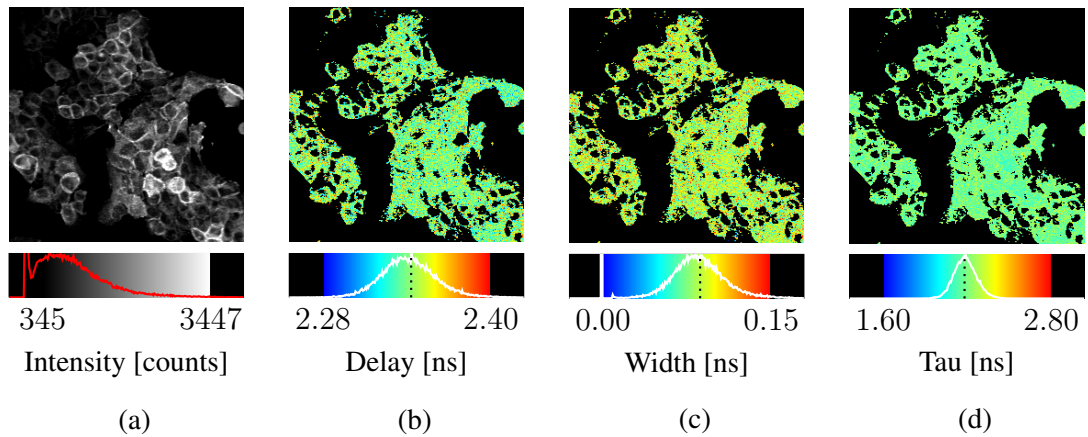 345 3447 2.28 2.40 0.00 0.15 1.60 2.80
Intensity [counts] Delay [ns] Width [ns] Tau [ns]
(a) (b) (c) (d)